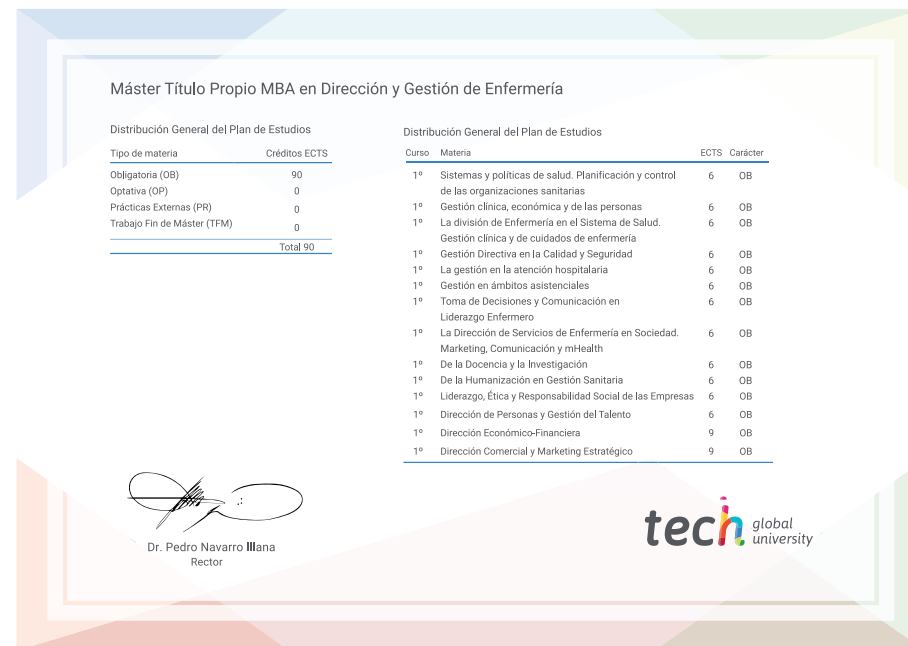 Máster Título Propio MBA en Dirección y Gestión de Enfermería
Distribución General del Plan de Estudios
Tipo de materia Créditos ECTS
Obligatoria (OB) 90
Optativa (OP) 0
Prácticas Externas (PR) 0
Trabajo Fin de Máster (TFM) 0
Total 90
Distribución General del Plan de Estudios
Curso Materia ECTS Carácter
1º Sistemas y políticas de salud. Planificación y control 6 OB
de las organizaciones sanitarias
1º Gestión clínica, económica y de las personas 6 OB
1º La división de Enfermería en el Sistema de Salud. 6 OB
Gestión clínica y de cuidados de enfermería
1º Gestión Directiva en la Calidad y Seguridad 6 OB
1º La gestión en la atención hospitalaria 6 OB
1º Gestión en ámbitos asistenciales 6 OB
1º Toma de Decisiones y Comunicación en 6 OB
Liderazgo Enfermero
1º La Dirección de Servicios de Enfermería en Sociedad. 6 OB
Marketing, Comunicación y mHealth
1º De la Docencia y la Investigación 6 OB
1º De la Humanización en Gestión Sanitaria 6 OB
1º Liderazgo, Ética y Responsabilidad Social de las Empresas 6 OB
1º Dirección de Personas y Gestión del Talento 6 OB
1º Dirección Económico-Financiera 9 OB
1º Dirección Comercial y Marketing Estratégico 9 OB
Dr. Pedro Navarro Illana
Rector
tech global
university